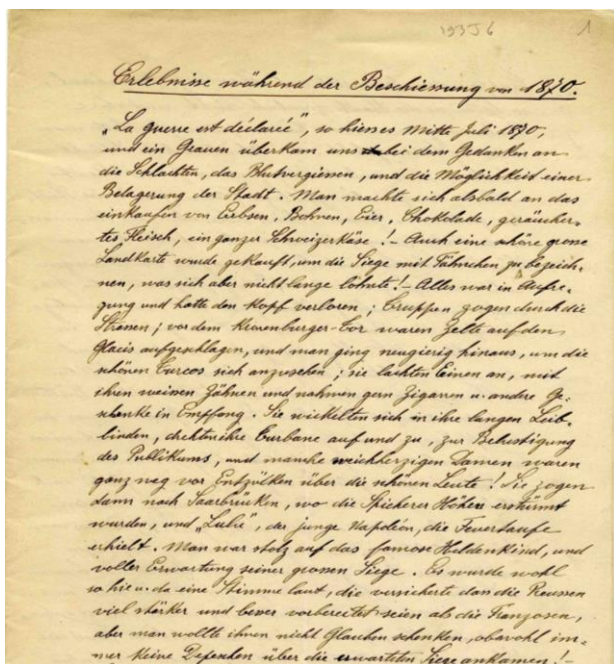 193J6 1
Erlebnisse während der Beschiessung von 1870.
„La guerre est déclarée", so hiess es Mitte Juli 1870,
und ein Grauen überkam uns bei dem Gedanken an
die Schlachten, das Blutvergiessen, und die Möglichkeit einer
Belagerung der Stadt. Man machte sich alsbald an das
einkaufen von Erbsen, Bohnen, Eier, Chokolade, geräucher-
tes Fleisch, ein ganzer Schweizerkäse! - Auch eine schöne grosse
Landkarte wurde gekauft, um die Siege mit Fähnchen zu bezeich-
nen, was sich aber nicht lange lohnte! - Alles war in Aufre-
gung und hatte den Kopf verloren; Truppen zogen durch die
Strassen; vor dem Kronenburger-Tor waren Zelte auf den
Glacis aufgeschlagen, und man ging neugierig hinaus, um die
schönen Turcos sich anzusehen; sie lachten Einen an, mit
ihren weissen Zähnen und nahmen gern Zigarren u. andre Ge-
schenke in Empfang. Sie wickelten sich in ihre langen Leib-
binden, drehten ihre Turbane auf und zu, zur Belustigung
des Publikums, und manche weichherzigen Damen waren
ganz weg vor Entzücken über die schönen Leute! Sie zogen
dann nach Saarbrücken, wo die Spicherer Höhen erstürmt
wurden, und „Lulu", der junge Napoléon, die Feuertaufe
erhielt. Man war stolz auf das famose Heldenkind, und
voller Erwartung seiner grossen Siege. Es wurde wohl
so hie u. da eine Stimme laut, die versicherte dass die Preussen
viel stärker und besser vorbereitet seien als die Franzosen,
aber man wollte ihnen nicht Glauben schenken, obwohl im-
mer keine Depeschen über die erwarteten Siege ankamen! -